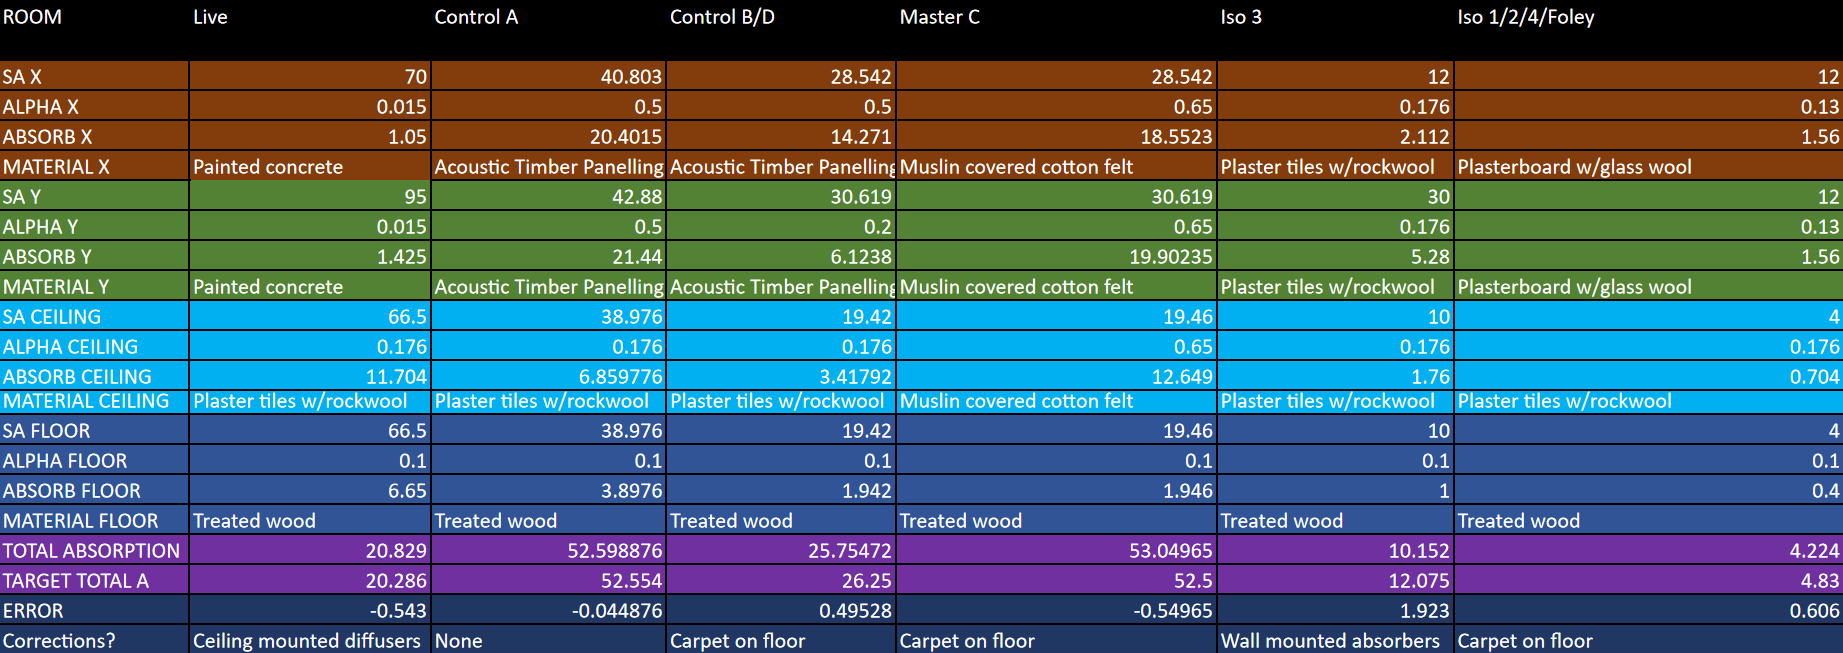 ROOM Live Control A Control B/D Master C Iso 3 Iso 1/2/4/Foley
SA X 70 40.803 28.542 28.542 12 12
ALPHA X 0.015 0.5 0.5 0.65 0.176 0.13
ABSORB X 1.05 20.4015 14.271 18.5523 2.112 1.56
MATERIAL X Painted concrete Acoustic Timber Panelling Acoustic Timber Panelling Muslin covered cotton felt Plaster tiles w/rockwool Plasterboard w/glass wool
SA Y 95 42.88 30.619 30.619 30 12
ALPHA Y 0.015 0.5 0.2 0.65 0.176 0.13
ABSORB Y 1.425 21.44 6.1238 19.90235 5.28 1.56
MATERIAL Y Painted concrete Acoustic Timber Panelling Acoustic Timber Panelling Muslin covered cotton felt Plaster tiles w/rockwool Plasterboard w/glass wool
SA CEILING 66.5 38.976 19.42 19.46 10 4
ALPHA CEILING 0.176 0.176 0.176 0.65 0.176 0.176
ABSORB CEILING 11.704 6.859776 3.41792 12.649 1.76 0.704
MATERIAL CEILING Plaster tiles w/rockwool Plaster tiles w/rockwool Plaster tiles w/rockwool Muslin covered cotton felt Plaster tiles w/rockwool Plaster tiles w/rockwool
SA FLOOR 66.5 38.976 19.42 19.46 10 4
ALPHA FLOOR 0.1 0.1 0.1 0.1 0.1 0.1
ABSORB FLOOR 6.65 3.8976 1.942 1.946 1 0.4
MATERIAL FLOOR Treated wood Treated wood Treated wood Treated wood Treated wood Treated wood
TOTAL ABSORPTION 20.829 52.598876 25.75472 53.04965 10.152 4.224
TARGET TOTAL A 20.286 52.554 26.25 52.5 12.075 4.83
ERROR -0.543 -0.044876 0.49528 -0.54965 1.923 0.606
Corrections? Ceiling mounted diffusers None Carpet on floor Carpet on floor Wall mounted absorbers Carpet on floor